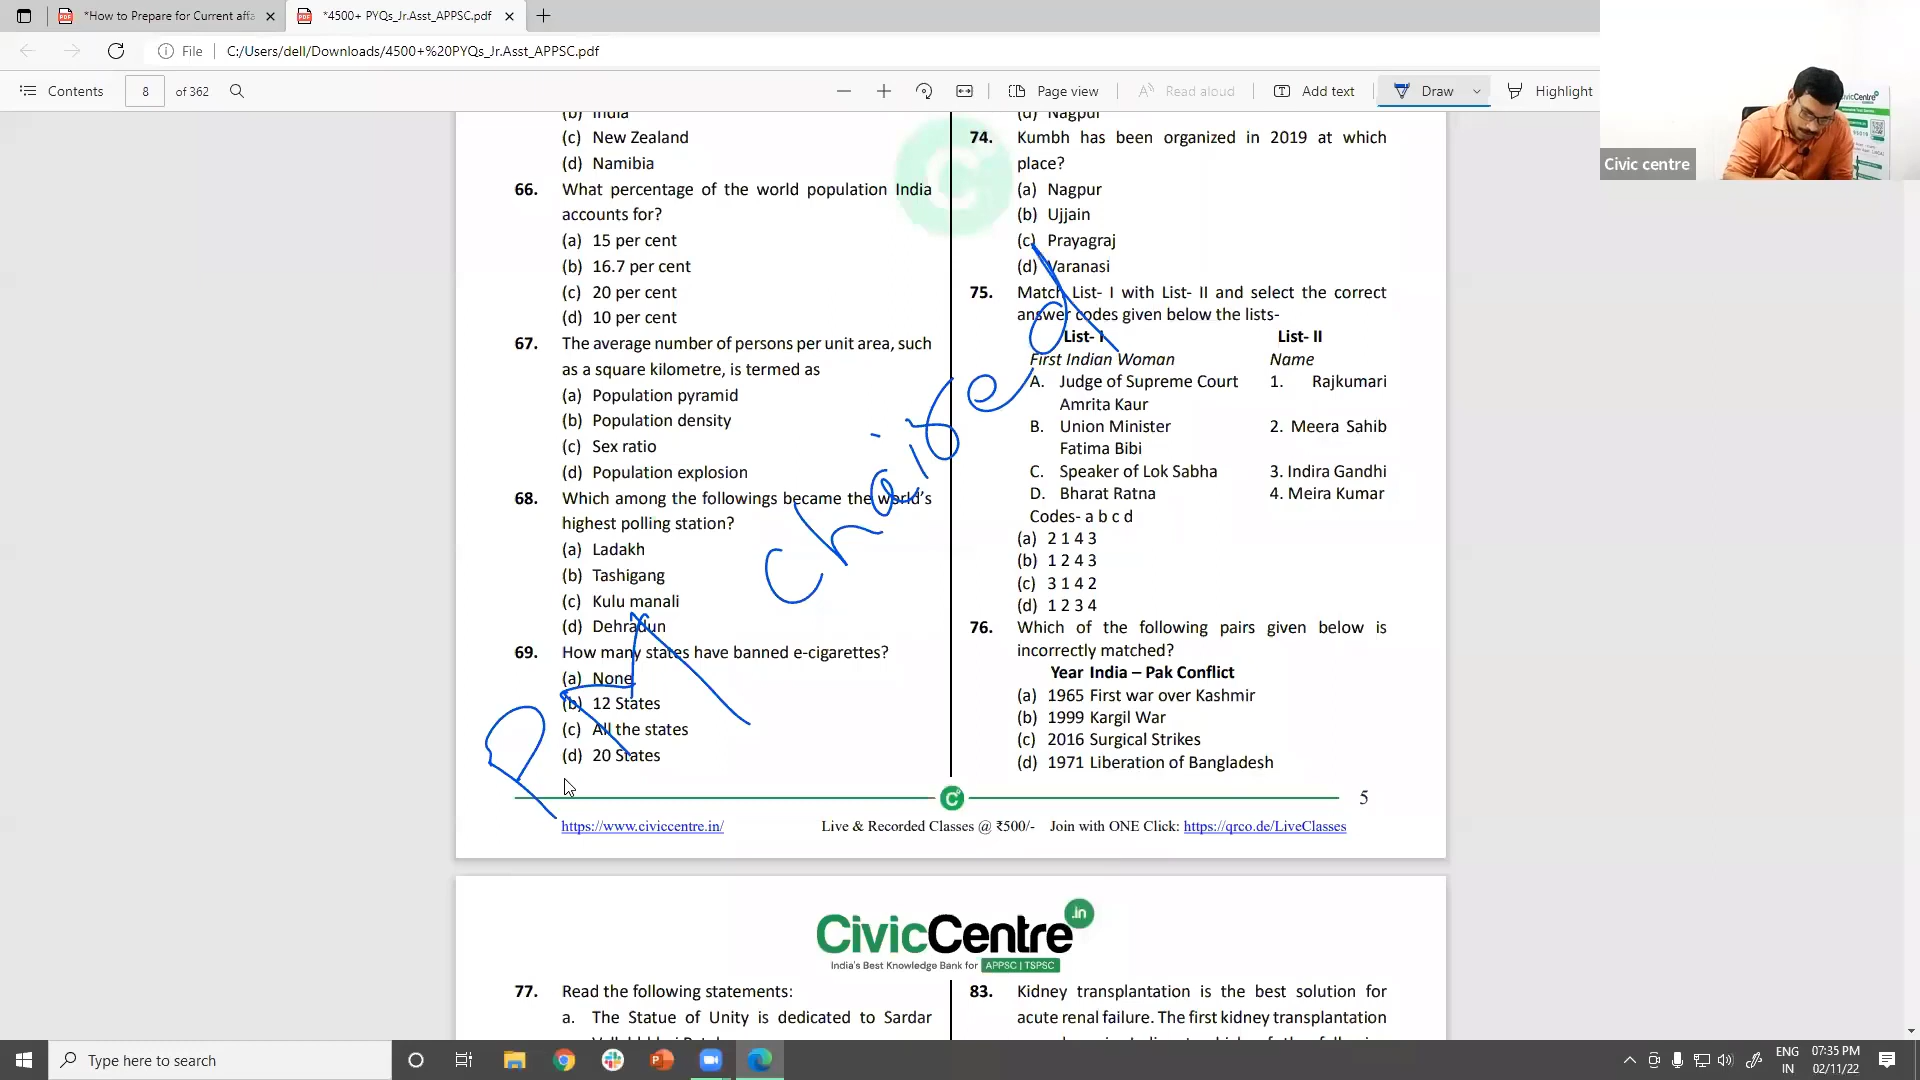 *How to Prepare for Current affa
*4500+ PYQs_Jr.Asst_APPSC.pdf
File
C:/Users/dell/Downloads/4500+%20PYQs_Jr.Asst_APPSC.pdf
Contents
8
of 362
Page view
Read aloud
Add text
Draw
Highlight
Civic centre
(b) India
(c) New Zealand
(d) Namibia
66. What percentage of the world population India
accounts for?
(a) 15 per cent
(b) 16.7 per cent
(c) 20 per cent
(d) 10 per cent
67. The average number of persons per unit area, such
as a square kilometre, is termed as
(a) Population pyramid
(b) Population density
(c) Sex ratio
(d) Population explosion
68. Which among the followings became the world's
highest polling station?
(a) Ladakh
(b) Tashigang
(c) Kulu manali
(d) Dehradun
69. How many states have banned e-cigarettes?
(a) None
(b) 12 States
(c) All the states
(d) 20 States
(d) Nagpur
74. Kumbh has been organized in 2019 at which
place?
(a) Nagpur
(b) Ujjain
(c) Prayagraj
(d) Varanasi
75. Match List- I with List- II and select the correct
answer codes given below the lists-
List- I List- II
First Indian Woman Name
A. Judge of Supreme Court 1. Rajkumari
Amrita Kaur
B. Union Minister 2. Meera Sahib
Fatima Bibi
C. Speaker of Lok Sabha 3. Indira Gandhi
D. Bharat Ratna 4. Meira Kumar
Codes- a b c d
(a) 2 1 4 3
(b) 1 2 4 3
(c) 3 1 4 2
(d) 1 2 3 4
76. Which of the following pairs given below is
incorrectly matched?
Year India – Pak Conflict
(a) 1965 First war over Kashmir
(b) 1999 Kargil War
(c) 2016 Surgical Strikes
(d) 1971 Liberation of Bangladesh
5
https://www.civiccentre.in/ Live & Recorded Classes @ ₹500/- Join with ONE Click: https://qrco.de/LiveClasses
CivicCentre .in
India's Best Knowledge Bank for APPSC | TSPSC
77. Read the following statements:
a. The Statue of Unity is dedicated to Sardar
83. Kidney transplantation is the best solution for
acute renal failure. The first kidney transplantation
Type here to search
ENG
IN
07:35 PM
02/11/22